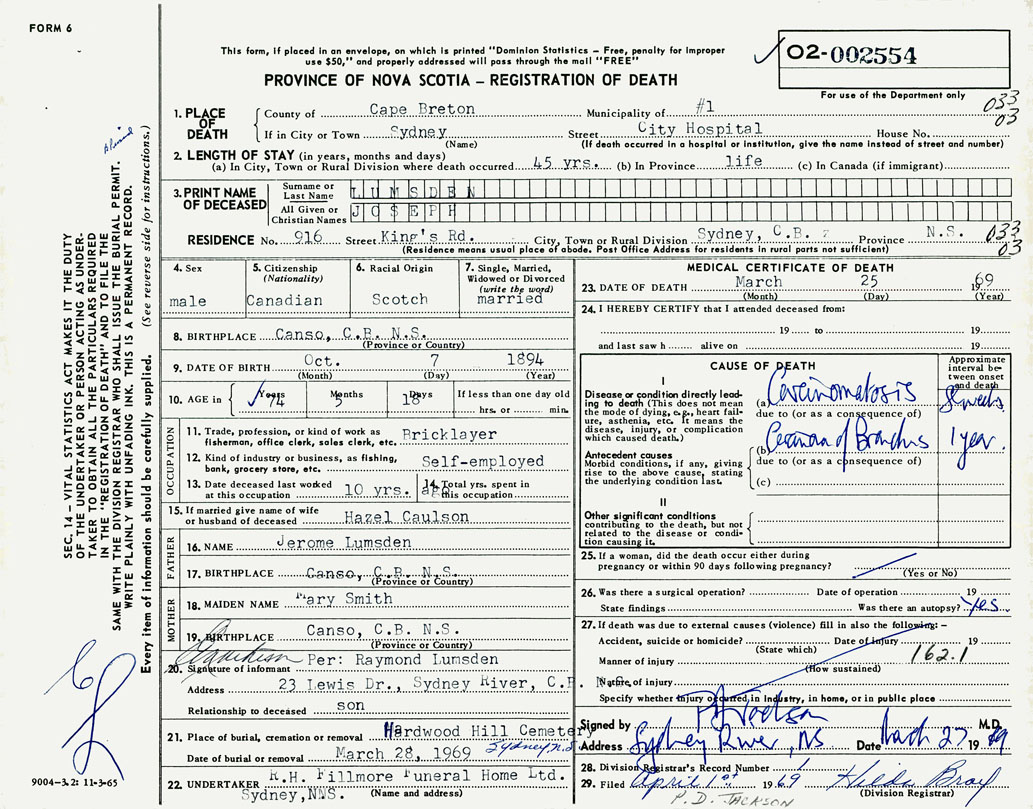 FORM 6
This form, if placed in an envelope, on which is printed "Dominion Statistics – Free, penalty for improper
use $50," and properly addressed will pass through the mail "FREE"
PROVINCE OF NOVA SCOTIA – REGISTRATION OF DEATH
02-002554
For use of the Department only
033
03
1. PLACE OF DEATH
County of Cape Breton Municipality of #1
If in City or Town Sydney Street City Hospital House No.
(Name) (If death occurred in a hospital or institution, give the name instead of street and number)
2. LENGTH OF STAY (in years, months and days)
(a) In City, Town or Rural Division where death occurred 45 yrs. (b) In Province life (c) In Canada (if immigrant)
3. PRINT NAME OF DECEASED
Surname or Last Name LUMSDEN
All Given or Christian Names JOSEPH
RESIDENCE No. 916 Street King's Rd. City, Town or Rural Division Sydney, C.B. Province N.S. 033
(Residence means usual place of abode. Post Office Address for residents in rural parts not sufficient) 03
4. Sex
male
5. Citizenship
(Nationality)
Canadian
6. Racial Origin
Scotch
7. Single, Married,
Widowed or Divorced
(write the word)
married
8. BIRTHPLACE Canso, C.B. N.S.
(Province or Country)
9. DATE OF BIRTH Oct. 7 1894
(Month) (Day) (Year)
10. AGE in Years Months Days If less than one day old
74 5 18 hrs. or min.
OCCUPATION
11. Trade, profession, or kind of work as
fisherman, office clerk, sales clerk, etc. Bricklayer
12. Kind of industry or business, as fishing,
bank, grocery store, etc. Self-employed
13. Date deceased last worked
at this occupation 10 yrs. ago
14. Total yrs. spent in
this occupation
15. If married give name of wife
or husband of deceased Hazel Caulson
FATHER
16. NAME Jerome Lumsden
17. BIRTHPLACE Canso, C.B. N.S.
(Province or Country)
MOTHER
18. MAIDEN NAME Mary Smith
19. BIRTHPLACE Canso, C.B. N.S.
(Province or Country)
20. Signature of informant Per: Raymond Lumsden
Address 23 Lewis Dr., Sydney River, C.B. N.S.
Relationship to deceased son
21. Place of burial, cremation or removal Hardwood Hill Cemetery
Sydney N.S.
Date of burial or removal March 28, 1969
22. UNDERTAKER R.H. Fillmore Funeral Home Ltd.
Sydney, NNS. (Name and address)
MEDICAL CERTIFICATE OF DEATH
23. DATE OF DEATH March 25 1969
(Month) (Day) (Year)
24. I HEREBY CERTIFY that I attended deceased from:
19 to 19
and last saw h alive on 19
CAUSE OF DEATH
Approximate interval between onset and death
I
Disease or condition directly leading to death (This does not mean the mode of dying, e.g., heart failure, asthenia, etc. It means the disease, injury, or complication which caused death.)
(a) Carcinomatosis
due to (or as a consequence of)
Antecedent causes
Morbid conditions, if any, giving rise to the above cause, stating the underlying condition last.
(b) of Bronchus 1 year
due to (or as a consequence of)
(c)
II
Other significant conditions
contributing to the death, but not related to the disease or condition causing it.
25. If a woman, did the death occur either during
pregnancy or within 90 days following pregnancy?
(Yes or No)
26. Was there a surgical operation? Date of operation 19
State findings Was there an autopsy? Yes
27. If death was due to external causes (violence) fill in also the following: –
Accident, suicide or homicide? Date of injury 19
(State which)
Manner of injury 162.1
(How sustained)
Nature of injury
Specify whether injury occurred in industry, in home, or in public place
Signed by M.D.
Address Sydney River, NS Date March 27 1969
28. Division Registrar's Record Number
29. Filed April 1st 1969 Hilda
(Division Registrar)
P.D. JACKSON
SEC. 14 – VITAL STATISTICS ACT MAKES IT THE DUTY
OF THE UNDERTAKER OR PERSON ACTING AS UNDER-
TAKER TO OBTAIN ALL THE PARTICULARS REQUIRED
IN THE "REGISTRATION OF DEATH" AND TO FILE THE
SAME WITH THE DIVISION REGISTRAR WHO SHALL ISSUE THE BURIAL PERMIT.
WRITE PLAINLY WITH UNFADING INK. THIS IS A PERMANENT RECORD.
Every item of information should be carefully supplied. (See reverse side for instructions.)
9004-3.2: 11-3-65